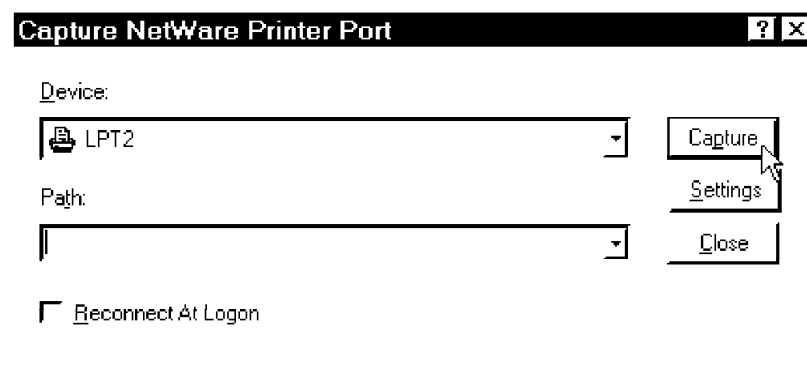 Capture NetWare Printer Port
Device:
LPT2
Capture
Path:
Settings
Close
Reconnect At Logon